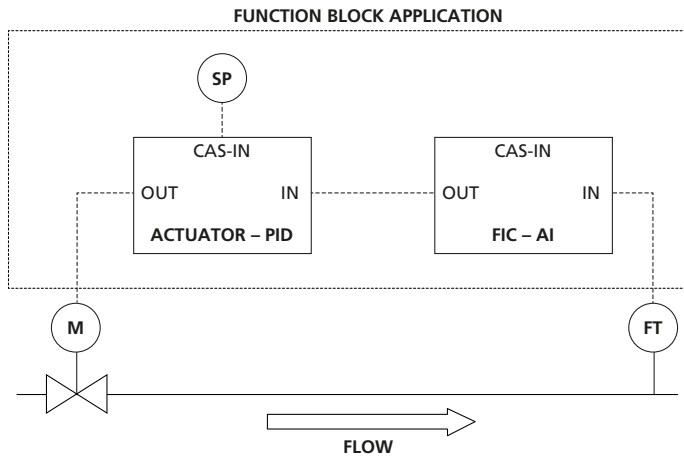 FUNCTION BLOCK APPLICATION
SP
CAS-IN
OUT
IN
ACTUATOR – PID
CAS-IN
OUT
IN
FIC – AI
M
FT
FLOW